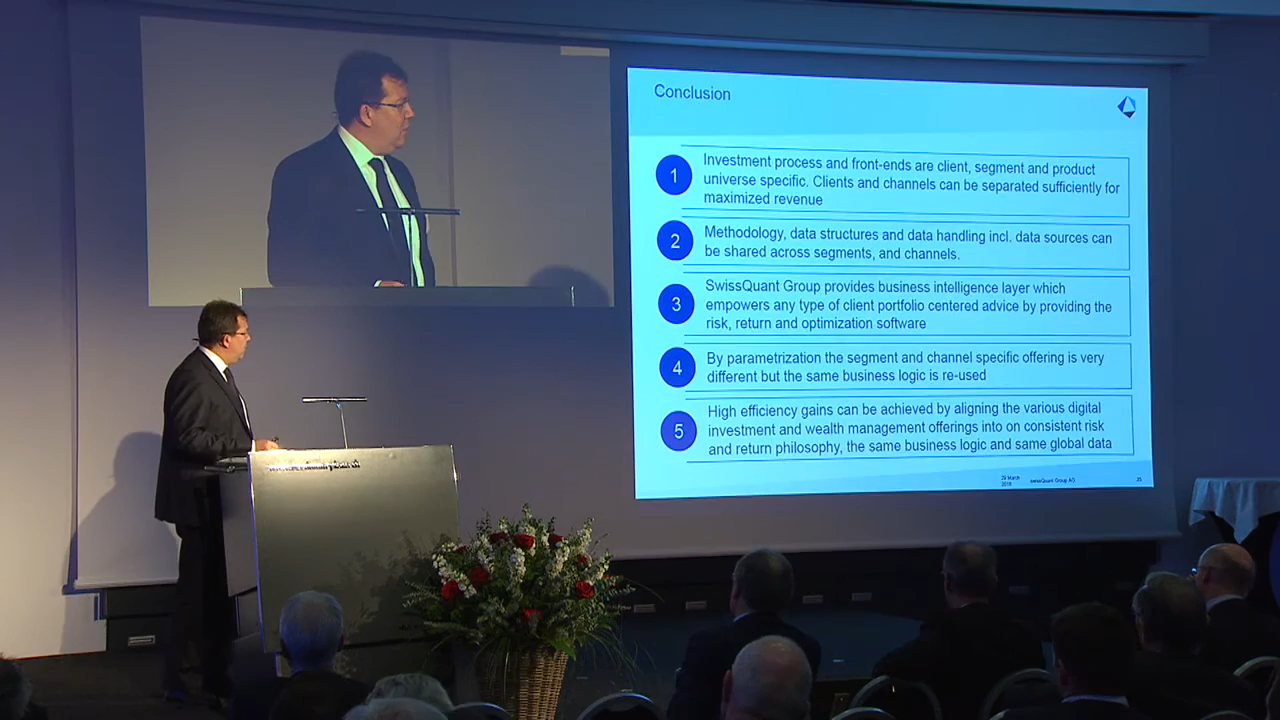 Conclusion
1
Investment process and front-ends are client, segment and product
universe specific. Clients and channels can be separated sufficiently for
maximized revenue
2
Methodology, data structures and data handling incl. data sources can
be shared across segments, and channels.
3
SwissQuant Group provides business intelligence layer which
empowers any type of client portfolio centered advice by providing the
risk, return and optimization software
4
By parametrization the segment and channel specific offering is very
different but the same business logic is re-used
5
High efficiency gains can be achieved by aligning the various digital
investment and wealth management offerings into on consistent risk
and return philosophy, the same business logic and same global data
swissQuant Group AG